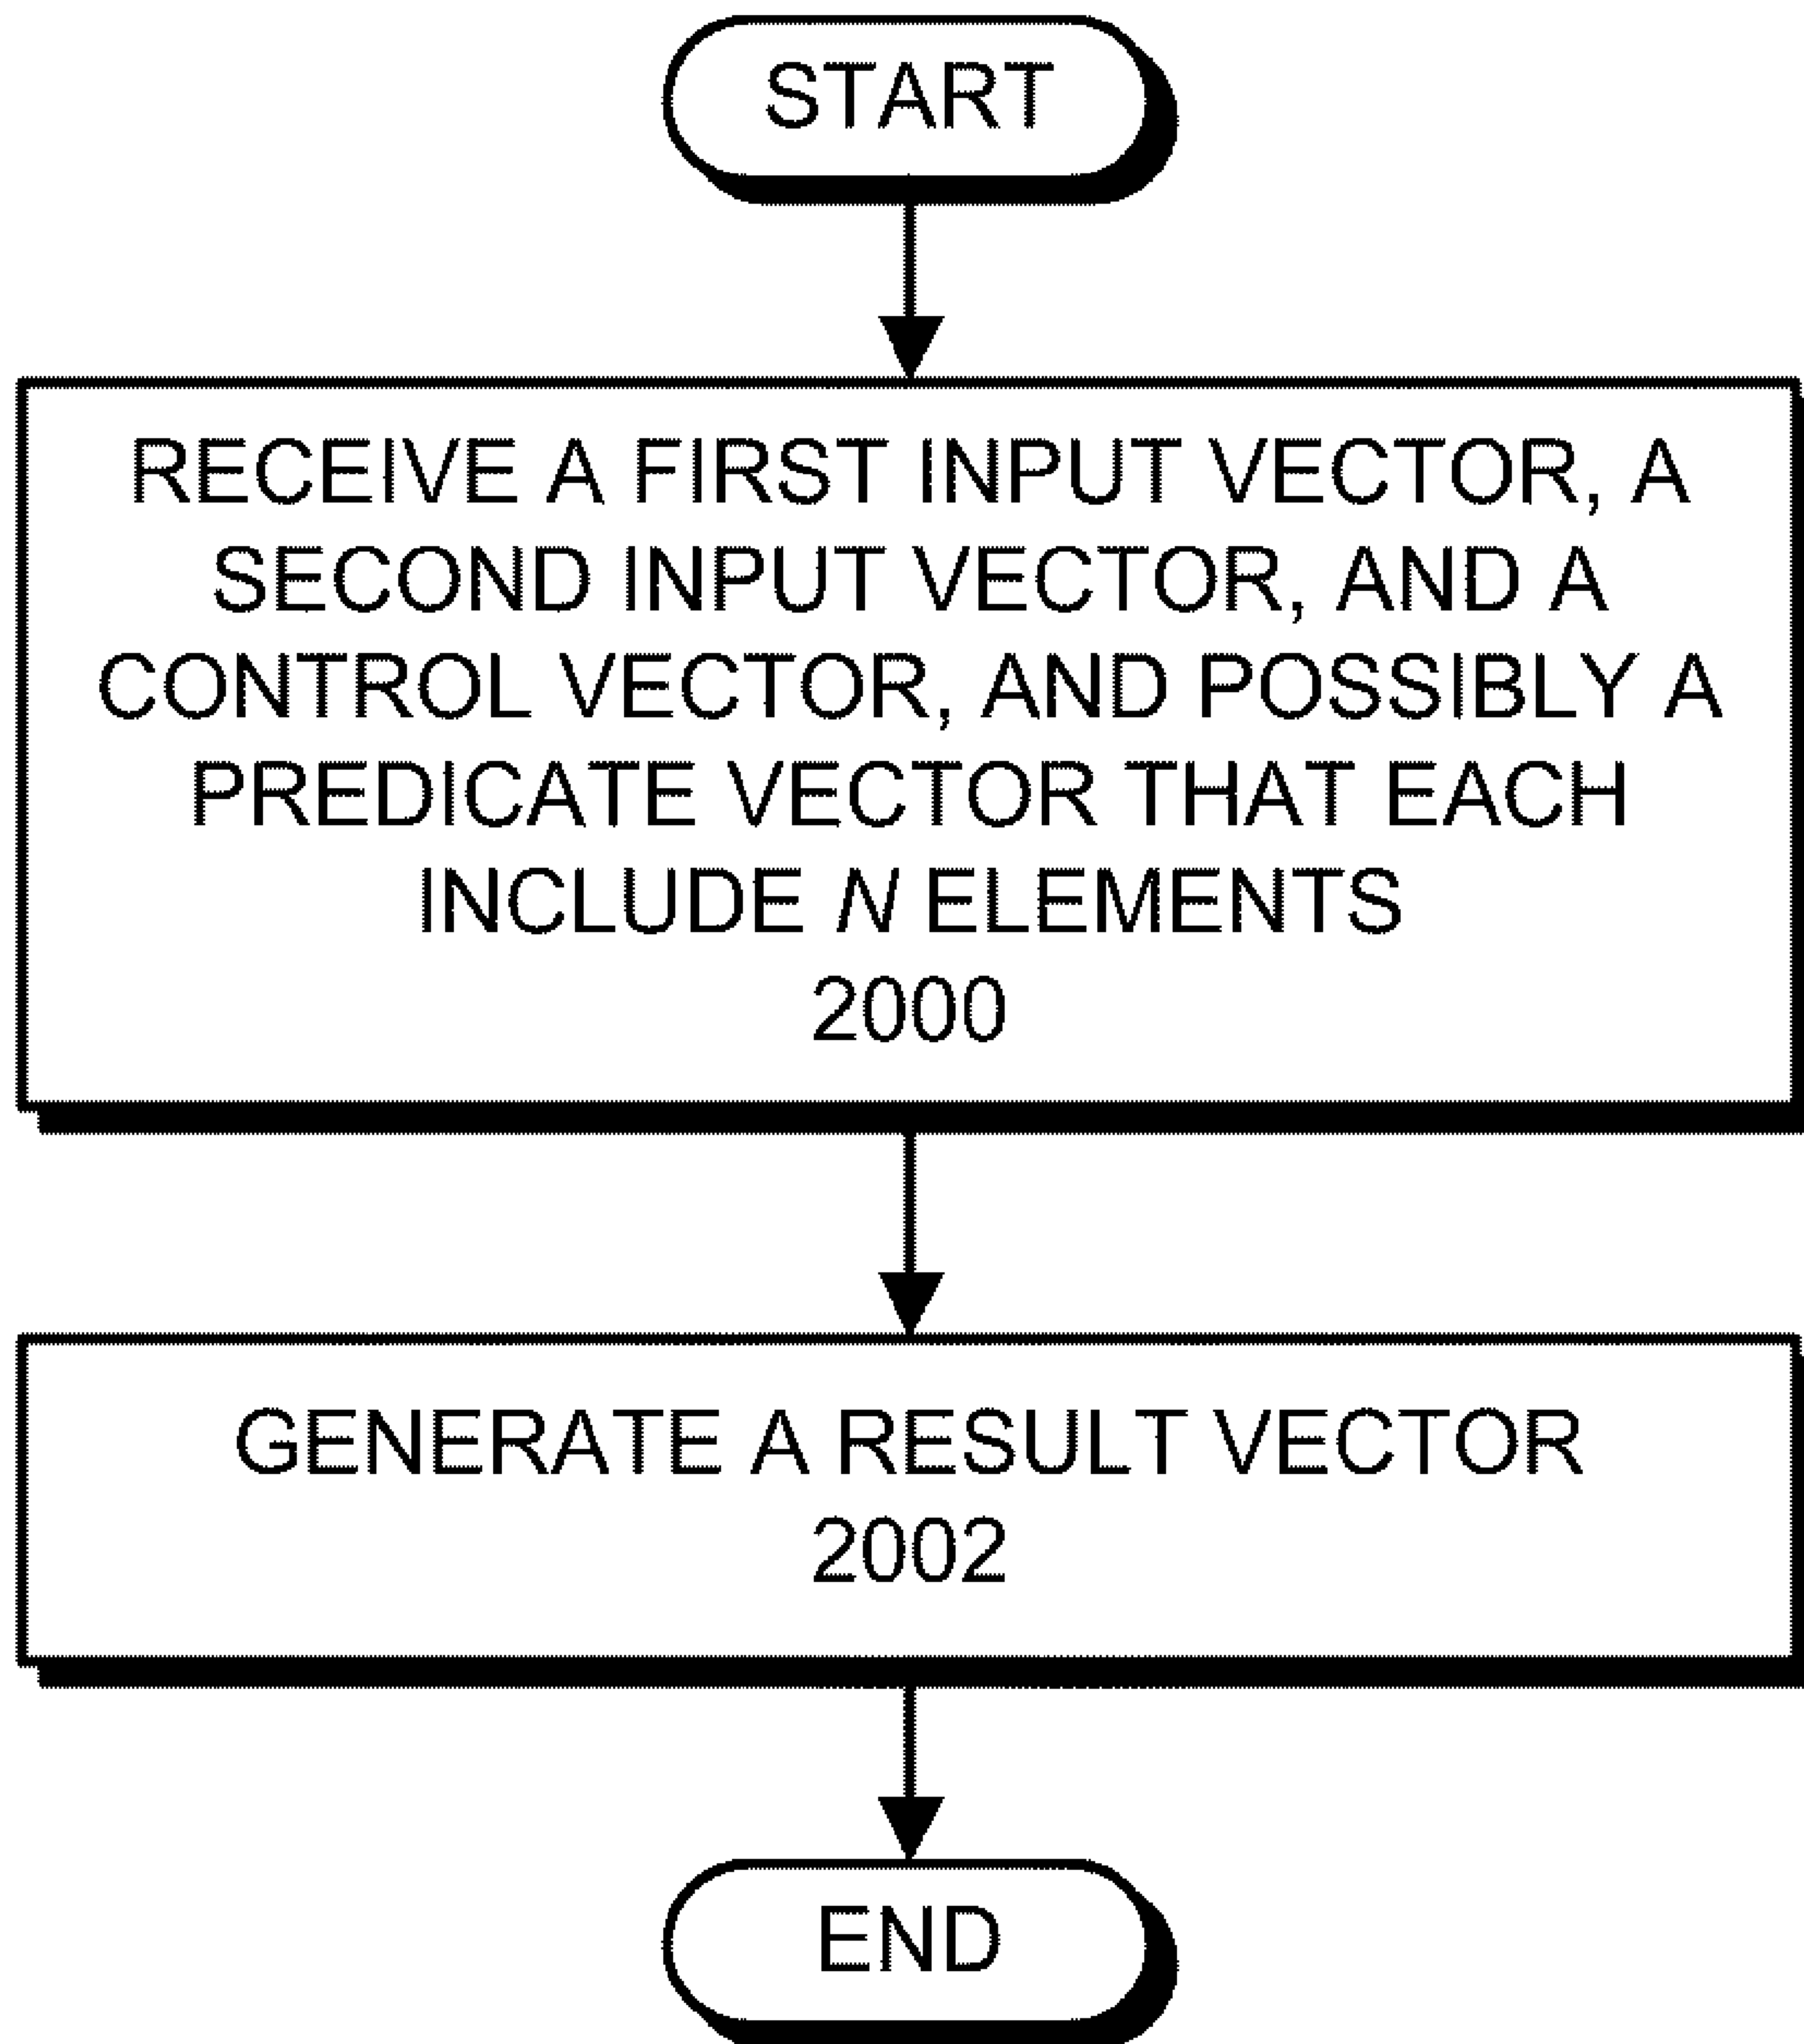 START
RECEIVE A FIRST INPUT VECTOR, A
SECOND INPUT VECTOR, AND A
CONTROL VECTOR, AND POSSIBLY A
PREDICATE VECTOR THAT EACH
INCLUDE N ELEMENTS
2000
GENERATE A RESULT VECTOR
2002
END